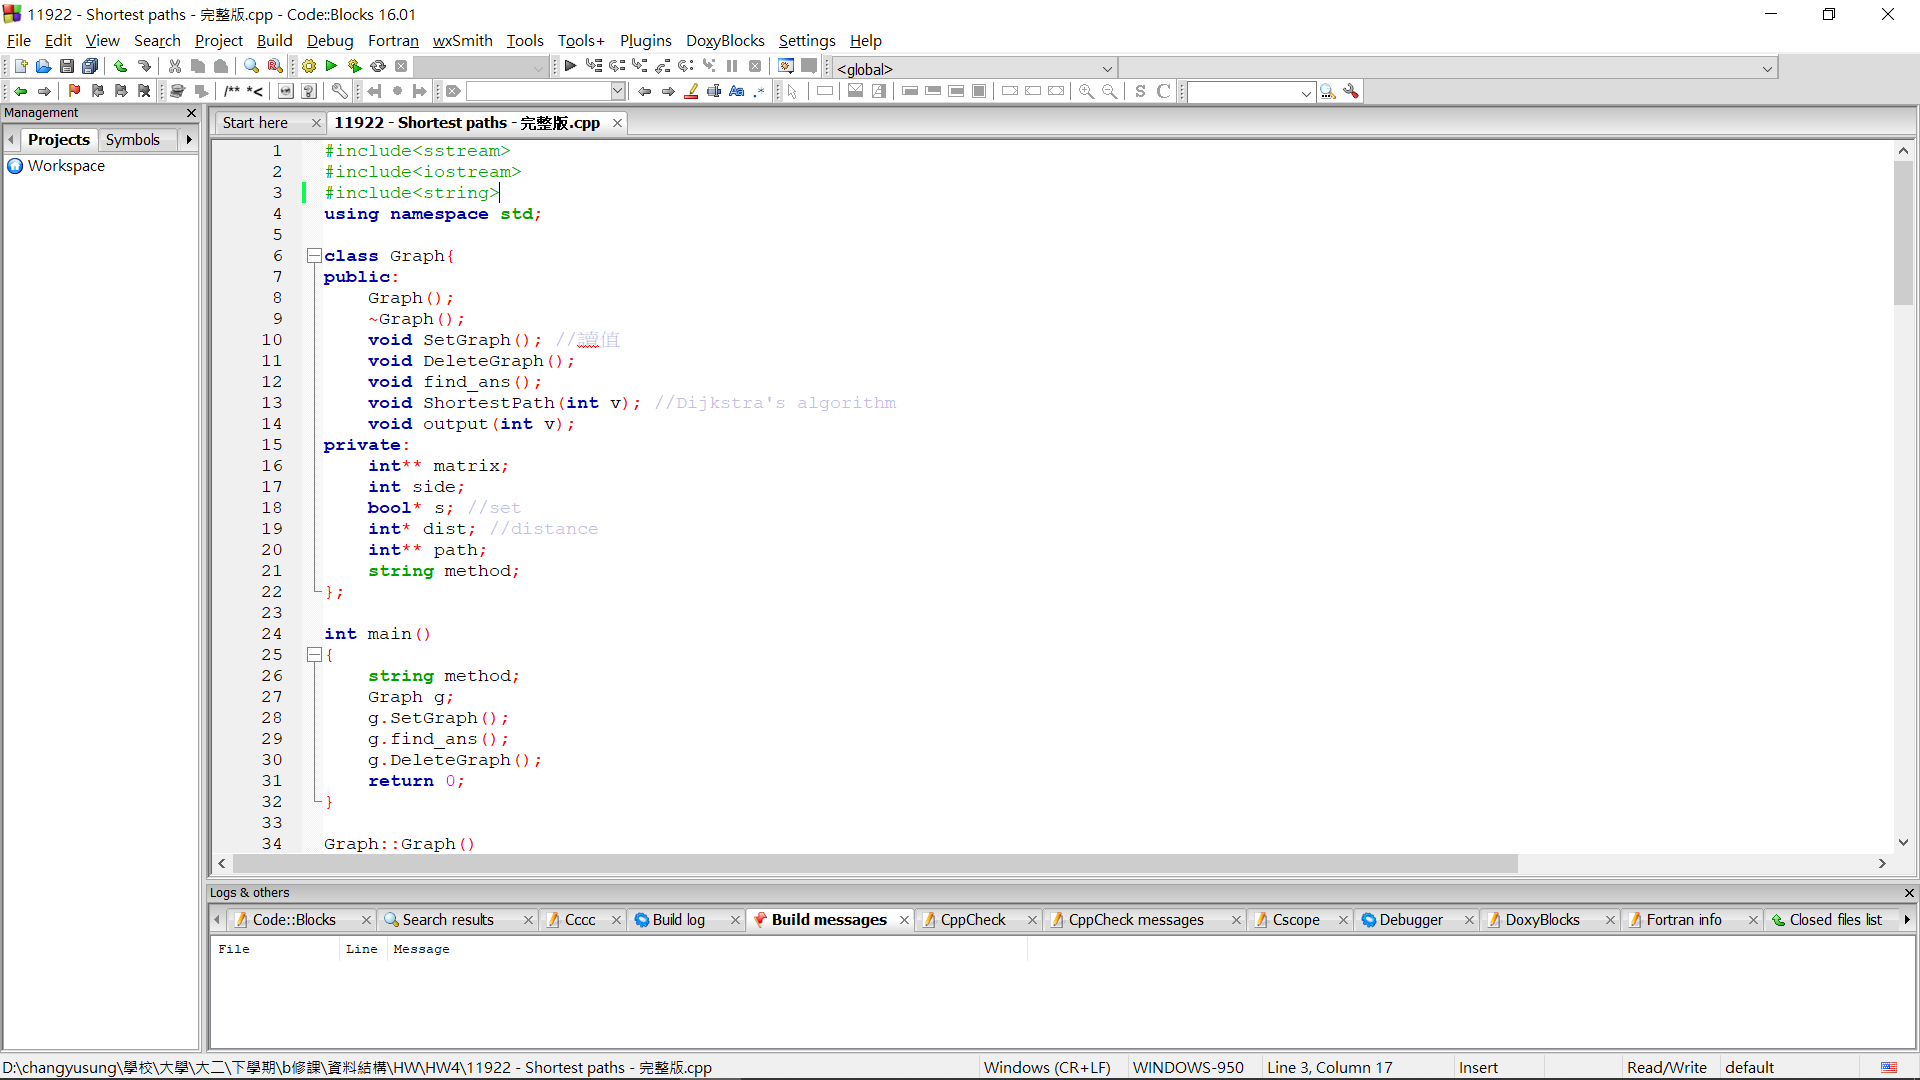 11922 - Shortest paths - 完整版.cpp - Code::Blocks 16.01
File Edit View Search Project Build Debug Fortran wxSmith Tools Tools+ Plugins DoxyBlocks Settings Help
<global>
/** *<
Management
Start here
11922 - Shortest paths - 完整版.cpp
Projects Symbols
Workspace
1 #include<sstream>
2 #include<iostream>
3 #include<string>
4 using namespace std;
5
6 class Graph{
7 public:
8 Graph();
9 ~Graph();
10 void SetGraph(); //讀值
11 void DeleteGraph();
12 void find_ans();
13 void ShortestPath(int v); //Dijkstra's algorithm
14 void output(int v);
15 private:
16 int** matrix;
17 int side;
18 bool* s; //set
19 int* dist; //distance
20 int** path;
21 string method;
22 };
23
24 int main()
25 {
26 string method;
27 Graph g;
28 g.SetGraph();
29 g.find_ans();
30 g.DeleteGraph();
31 return 0;
32 }
33
34 Graph::Graph()
Logs & others
Code::Blocks Search results Cccc Build log Build messages CppCheck CppCheck messages Cscope Debugger DoxyBlocks Fortran info Closed files list
File Line Message
D:\changyusung\學校\大學\大二\下學期\b修課\資料結構\HW\HW4\11922 - Shortest paths - 完整版.cpp Windows (CR+LF) WINDOWS-950 Line 3, Column 17 Insert Read/Write default